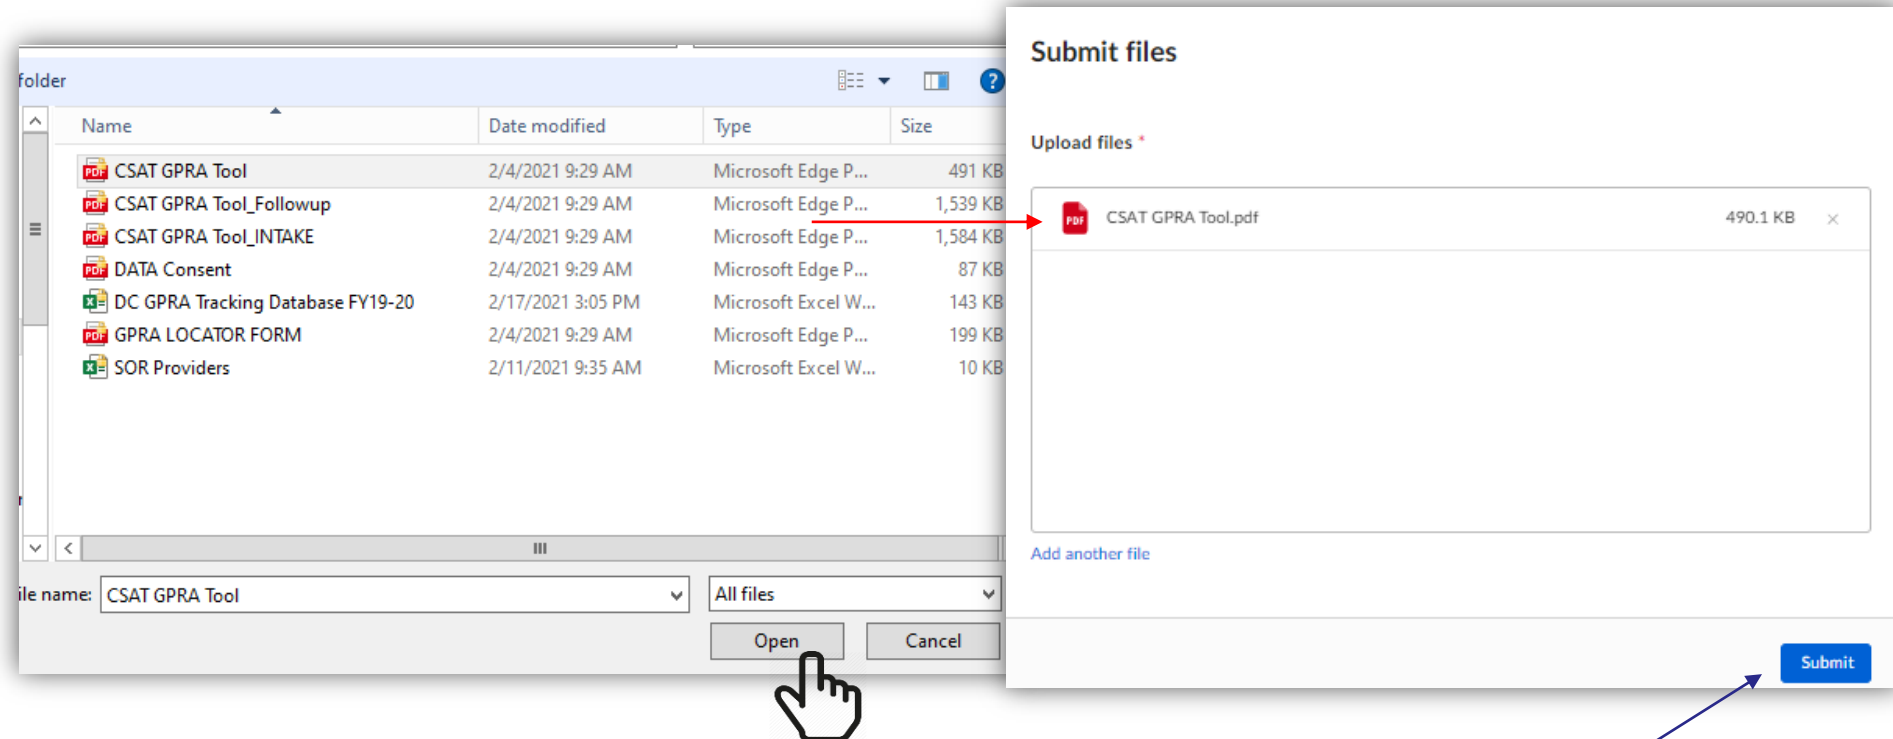 folder
Name Date modified Type Size
CSAT GPRA Tool 2/4/2021 9:29 AM Microsoft Edge P... 491 KB
CSAT GPRA Tool_Followup 2/4/2021 9:29 AM Microsoft Edge P... 1,539 KB
CSAT GPRA Tool_INTAKE 2/4/2021 9:29 AM Microsoft Edge P... 1,584 KB
DATA Consent 2/4/2021 9:29 AM Microsoft Edge P... 87 KB
DC GPRA Tracking Database FY19-20 2/17/2021 3:05 PM Microsoft Excel W... 143 KB
GPRA LOCATOR FORM 2/4/2021 9:29 AM Microsoft Edge P... 199 KB
SOR Providers 2/11/2021 9:35 AM Microsoft Excel W... 10 KB
ile name: CSAT GPRA Tool All files
Open Cancel
Submit files
Upload files *
PDF CSAT GPRA Tool.pdf 490.1 KB ×
Add another file
Submit